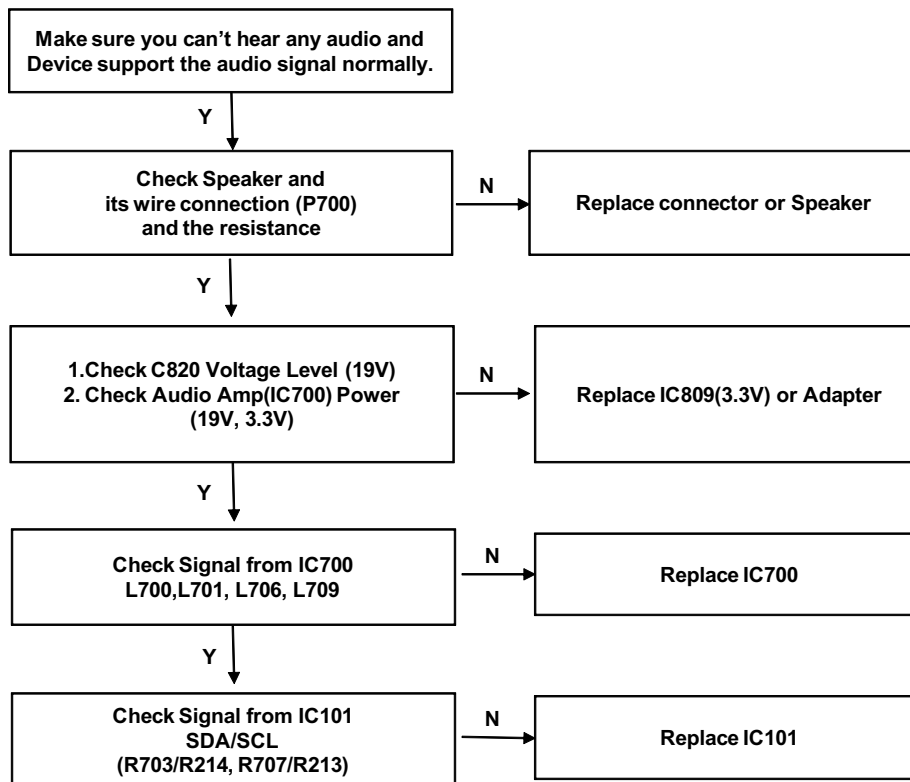 Make sure you can't hear any audio and
Device support the audio signal normally.
Y
Check Speaker and
its wire connection (P700)
and the resistance
N
Replace connector or Speaker
Y
1.Check C820 Voltage Level (19V)
2. Check Audio Amp(IC700) Power
(19V, 3.3V)
N
Replace IC809(3.3V) or Adapter
Y
Check Signal from IC700
L700,L701, L706, L709
N
Replace IC700
Y
Check Signal from IC101
SDA/SCL
(R703/R214, R707/R213)
N
Replace IC101